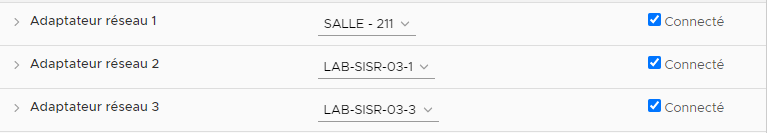 Adaptateur réseau 1 SALLE - 211 Connecté
Adaptateur réseau 2 LAB-SISR-03-1 Connecté
Adaptateur réseau 3 LAB-SISR-03-3 Connecté